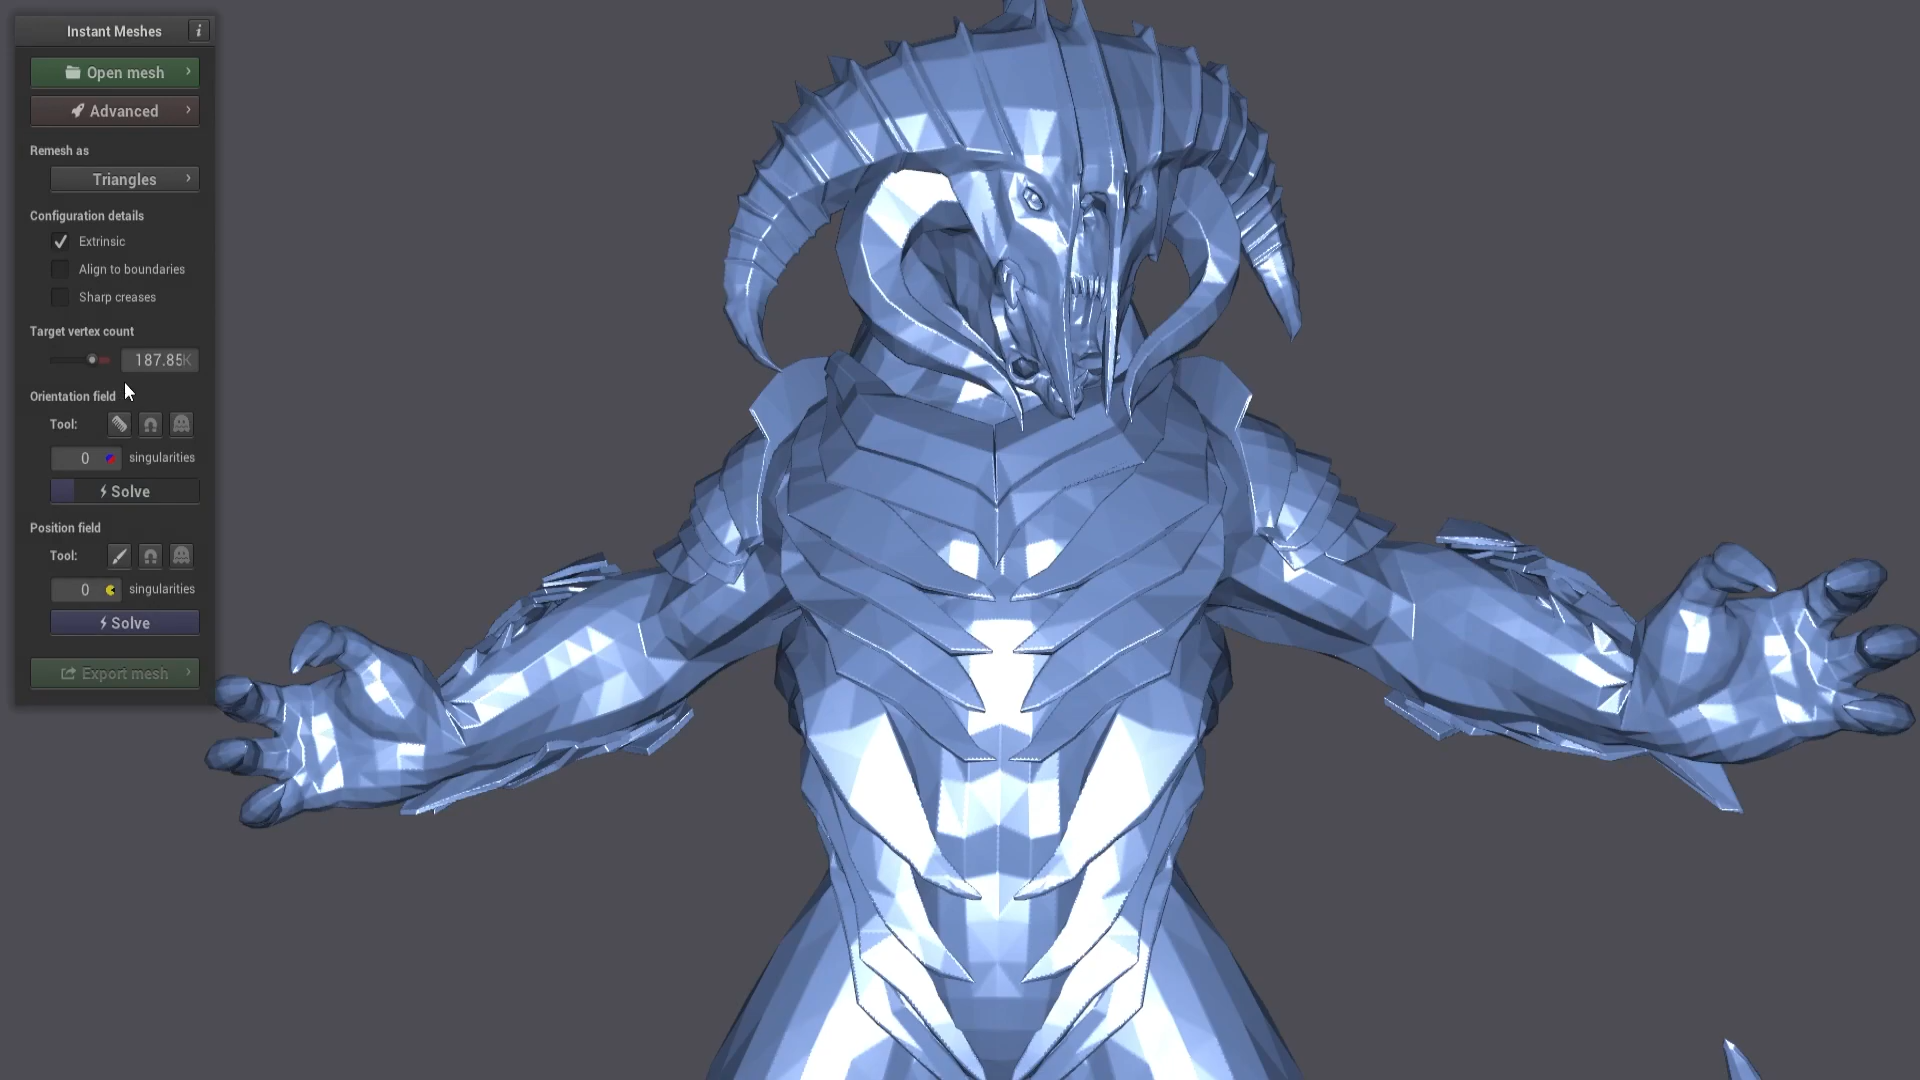 Instant Meshes i
Open mesh
Advanced
Remesh as
Triangles
Configuration details
Extrinsic
Align to boundaries
Sharp creases
Target vertex count
187.85K
Orientation field
Tool:
0 singularities
Solve
Position field
Tool:
0 singularities
Solve
Export mesh